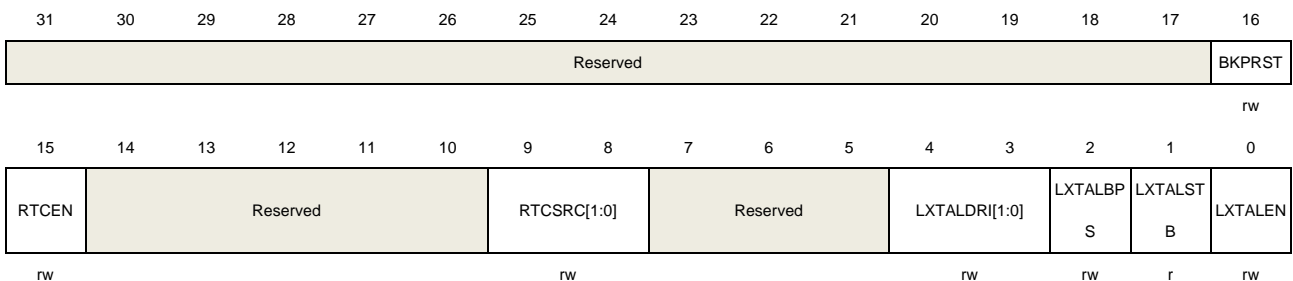 31 30 29 28 27 26 25 24 23 22 21 20 19 18 17 16
Reserved BKPRST
rw
15 14 13 12 11 10 9 8 7 6 5 4 3 2 1 0
RTCEN Reserved RTCSRC[1:0] Reserved LXTALDRI[1:0] LXTALBP LXTALST LXTALEN
S B
rw rw rw rw r rw